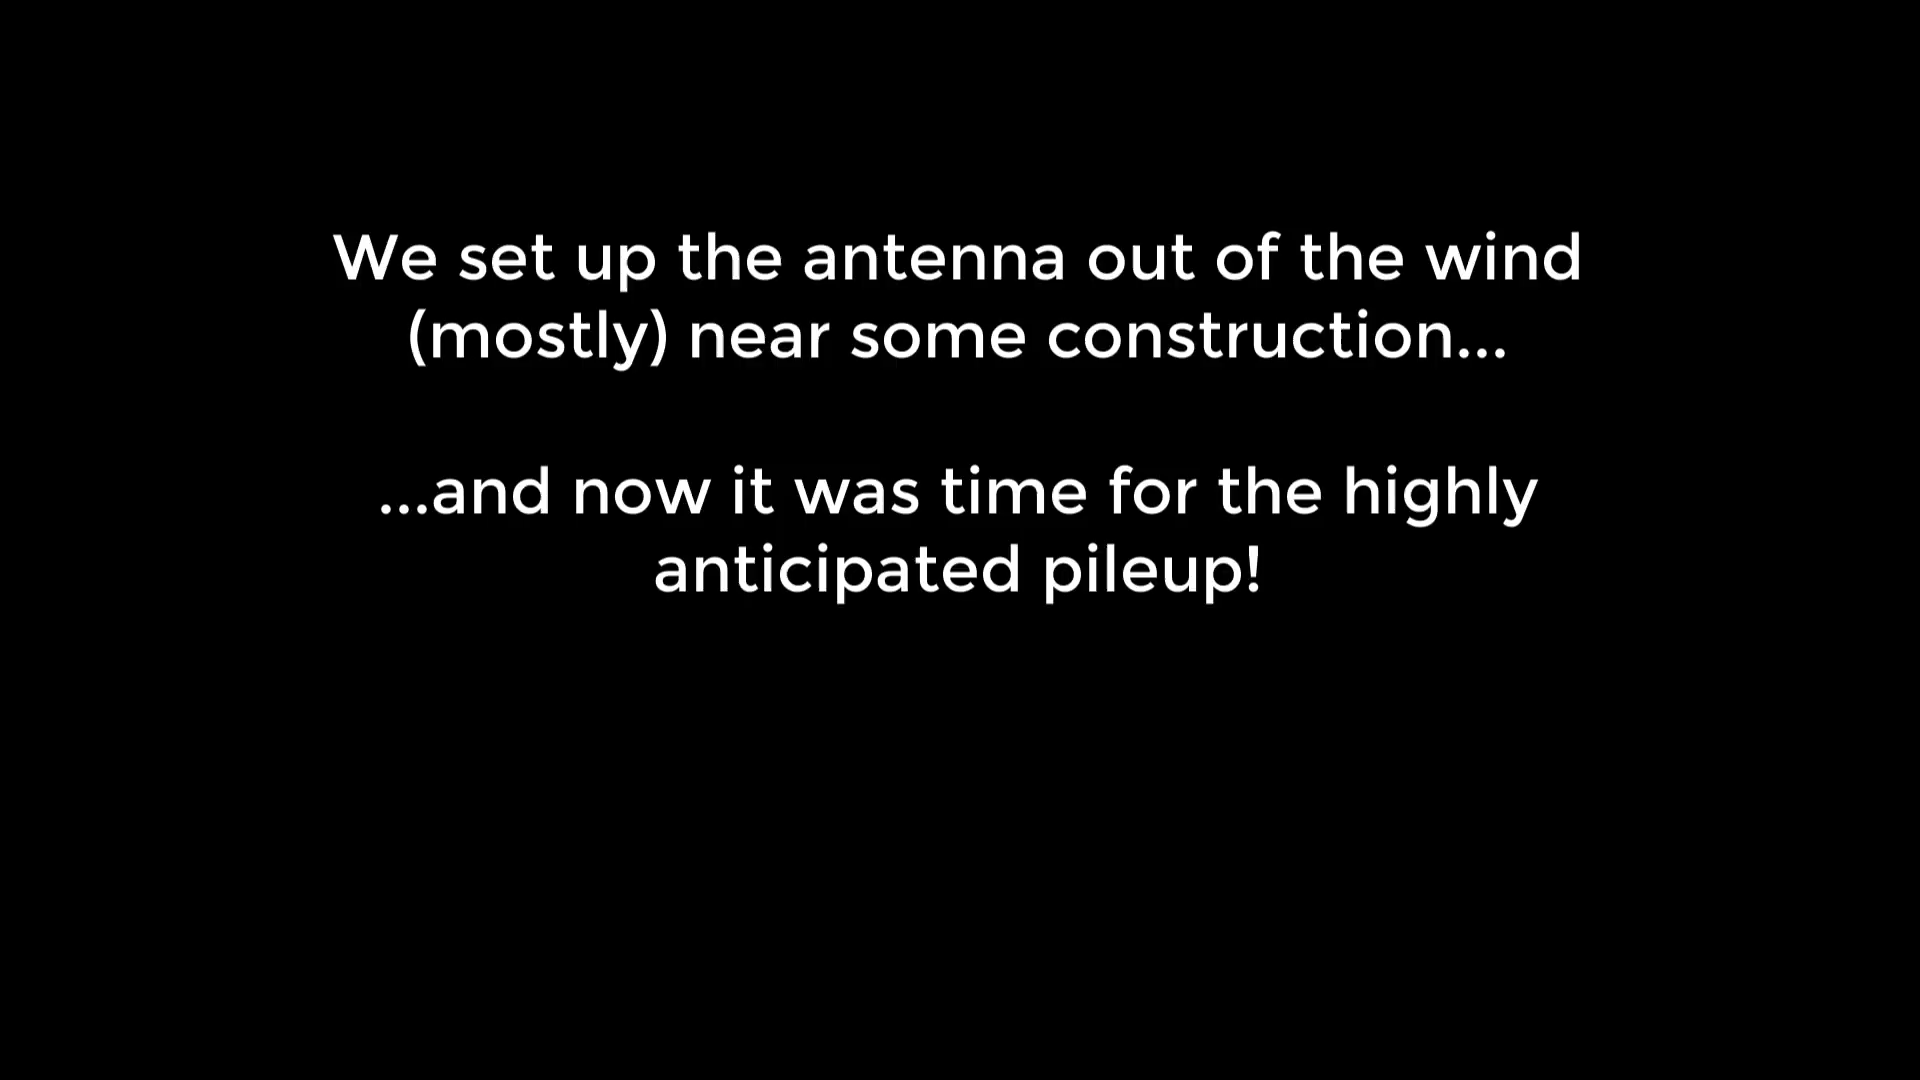 We set up the antenna out of the wind
(mostly) near some construction...
...and now it was time for the highly
anticipated pileup!